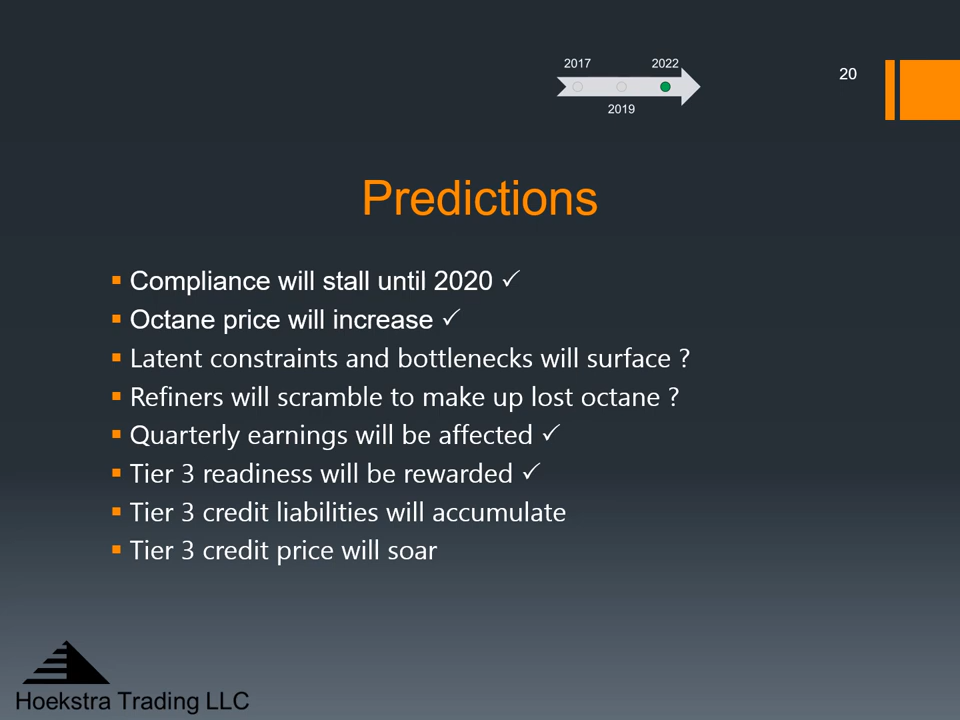 2017 2022
20
2019
Predictions
▪ Compliance will stall until 2020 ✓
▪ Octane price will increase ✓
▪ Latent constraints and bottlenecks will surface ?
▪ Refiners will scramble to make up lost octane ?
▪ Quarterly earnings will be affected ✓
▪ Tier 3 readiness will be rewarded ✓
▪ Tier 3 credit liabilities will accumulate
▪ Tier 3 credit price will soar
Hoekstra Trading LLC